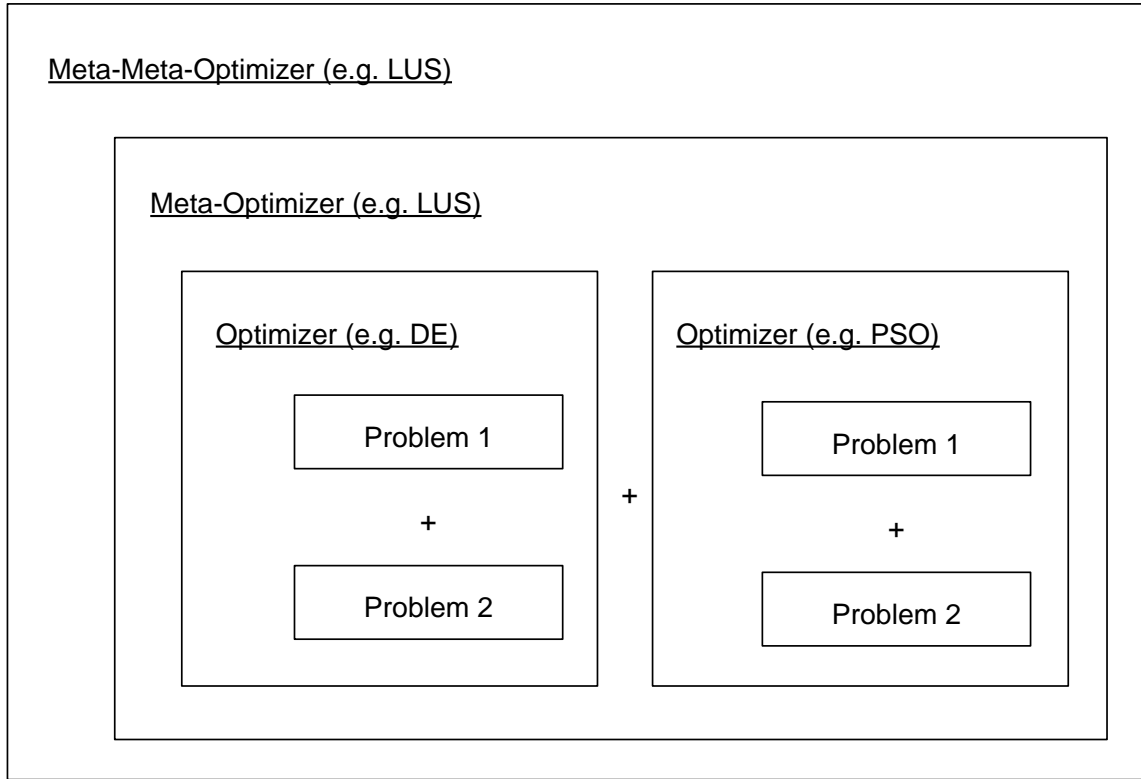 Meta-Meta-Optimizer (e.g. LUS)
Meta-Optimizer (e.g. LUS)
Optimizer (e.g. DE)
Problem 1
+
Problem 2
+
Optimizer (e.g. PSO)
Problem 1
+
Problem 2